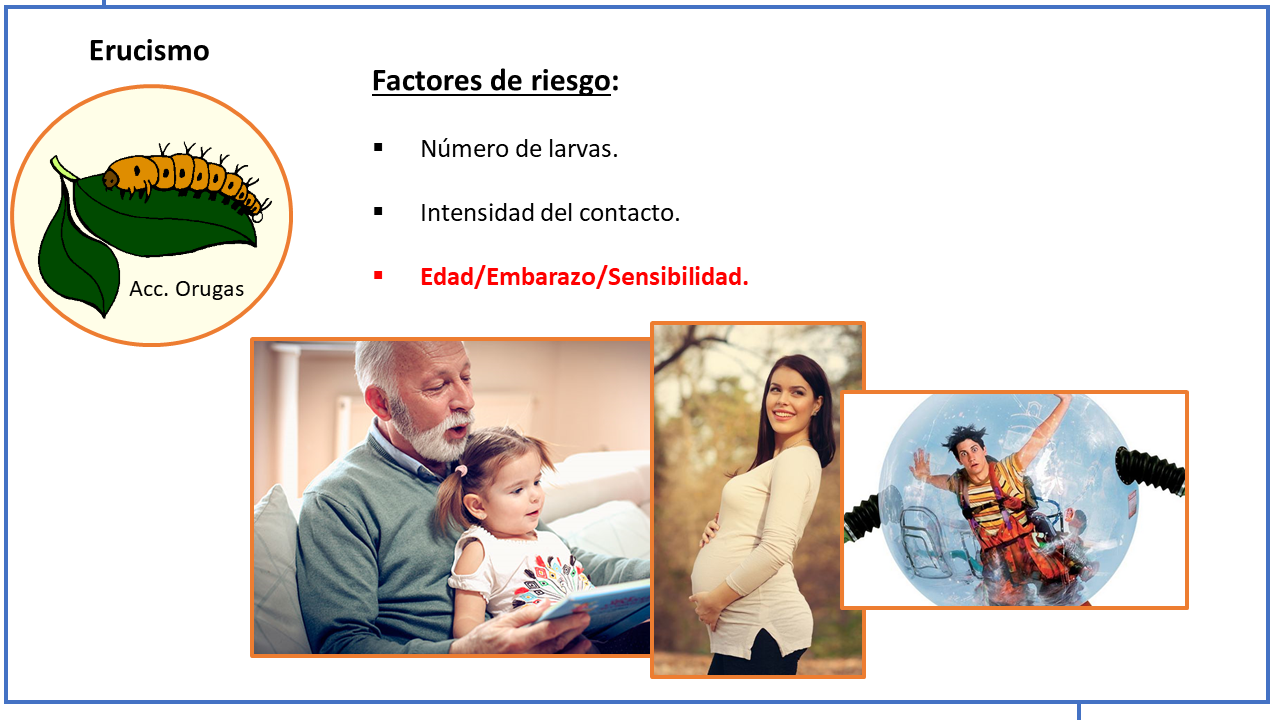 Erucismo
Factores de riesgo:
▪ Número de larvas.
▪ Intensidad del contacto.
▪ Edad/Embarazo/Sensibilidad.
Acc. Orugas